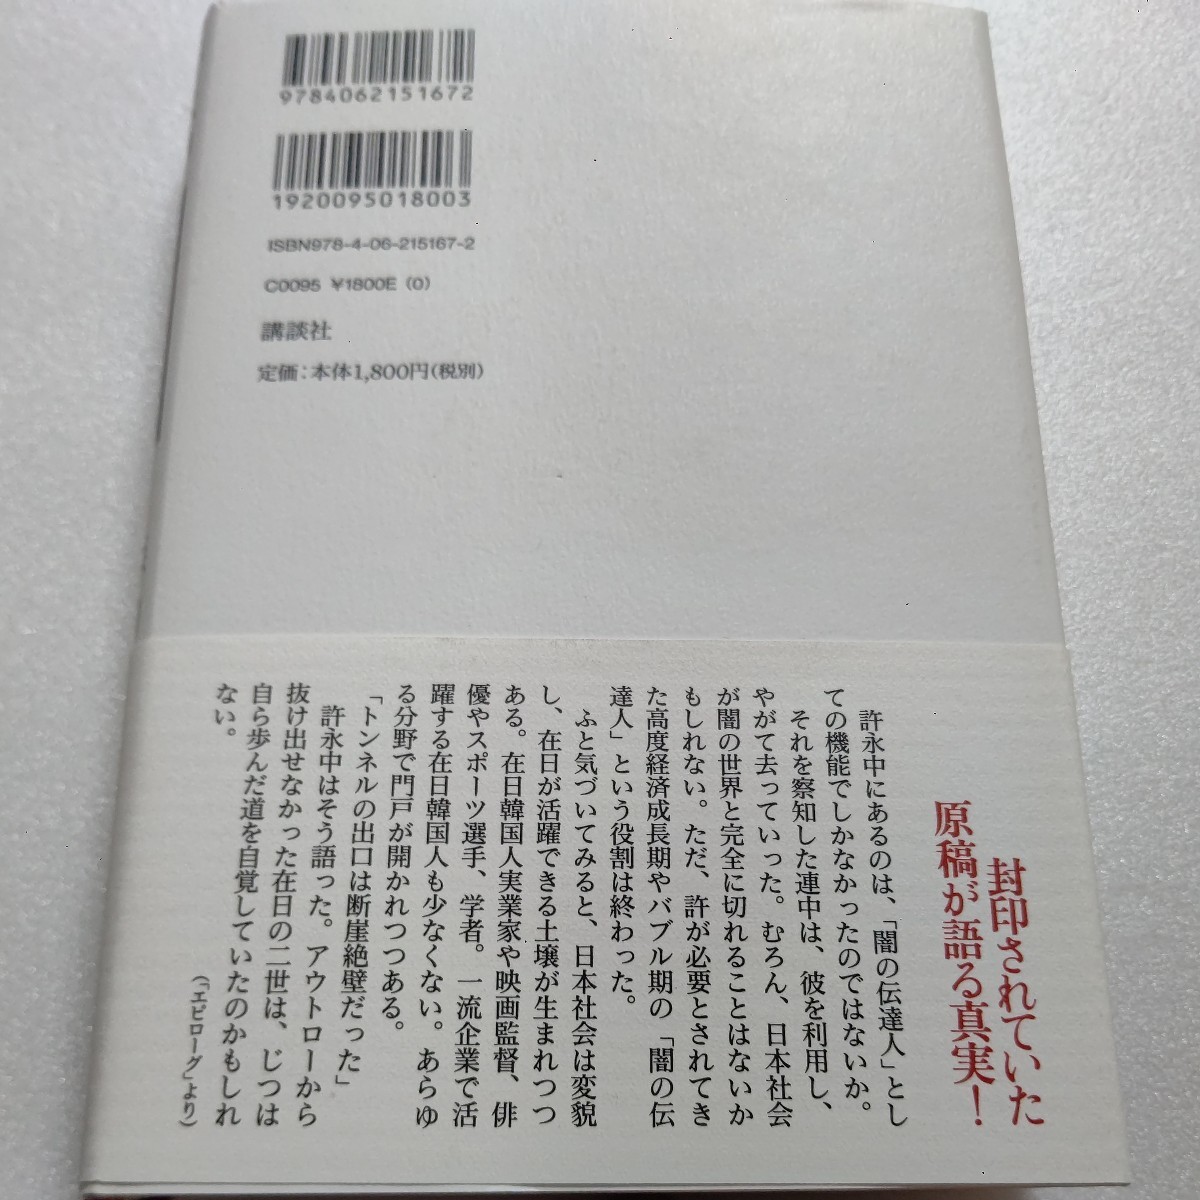 9784062151672
1920095018003
ISBN978-4-06-215167-2
C0095 ¥1800E (0)
講談社
定価：本体1,800円(税別)
封印されていた
原稿が語る真実！
許永中にあるのは、「闇の伝達人」とし
ての機能でしかなかったのではないか。
それを察知した連中は、彼を利用し、
やがて去っていった。むろん、日本社会
が闇の世界と完全に切れることはないか
もしれない。ただ、許が必要とされてき
た高度経済成長期やバブル期の「闇の伝
達人」という役割は終わった。
ふと気づいてみると、日本社会は変貌
し、在日が活躍できる土壌が生まれつつ
ある。在日韓国人実業家や映画監督、俳
優やスポーツ選手、学者。一流企業で活
躍する在日韓国人も少なくない。あらゆ
る分野で門戸が開かれつつある。
「トンネルの出口は断崖絶壁だった」
許永中はそう語った。アウトローから
抜け出せなかった在日の二世は、じつは
自ら歩んだ道を自覚していたのかもしれ
ない。
（「エピローグ」より）